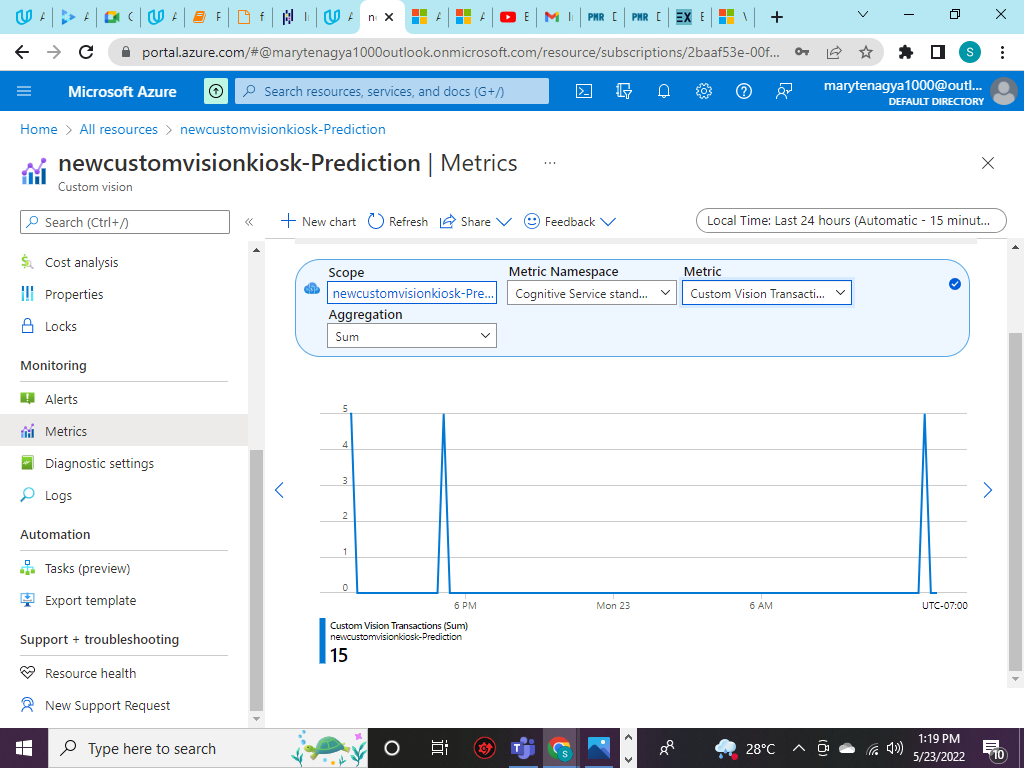 portal.azure.com/#@marytenagya1000outlook.onmicrosoft.com/resource/subscriptions/2baaf53e-00f...
S
Microsoft Azure
Search resources, services, and docs (G+/)
marytenagya1000@outl...
DEFAULT DIRECTORY
Home > All resources > newcustomvisionkiosk-Prediction
newcustomvisionkiosk-Prediction | Metrics ...
Custom vision
Search (Ctrl+/)
«
New chart
Refresh
Share
Feedback
Local Time: Last 24 hours (Automatic - 15 minut...
Cost analysis
Properties
Locks
Monitoring
Alerts
Metrics
Diagnostic settings
Logs
Automation
Tasks (preview)
Export template
Support + troubleshooting
Resource health
New Support Request
Scope
newcustomvisionkiosk-Pre...
Metric Namespace
Cognitive Service stand...
Metric
Custom Vision Transacti...
Aggregation
Sum
5
4
3
2
1
0
6 PM
Mon 23
6 AM
UTC-07:00
Custom Vision Transactions (Sum)
newcustomvisionkiosk-Prediction
15
Type here to search
28°C
1:19 PM
5/23/2022
10